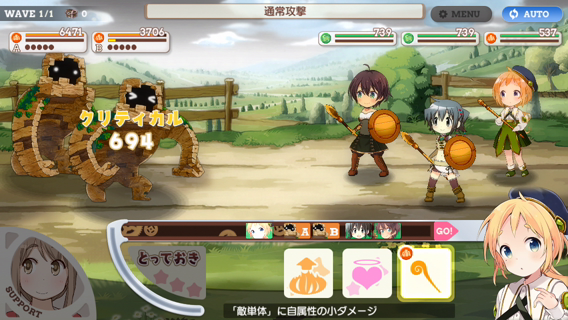 WAVE 1/1
通常攻撃
MENU
AUTO
6471
3706
739
739
537
A
B
クリティカル
694
A
B
GO!
とっておき
SUPPORT
「敵単体」に自属性の小ダメージ